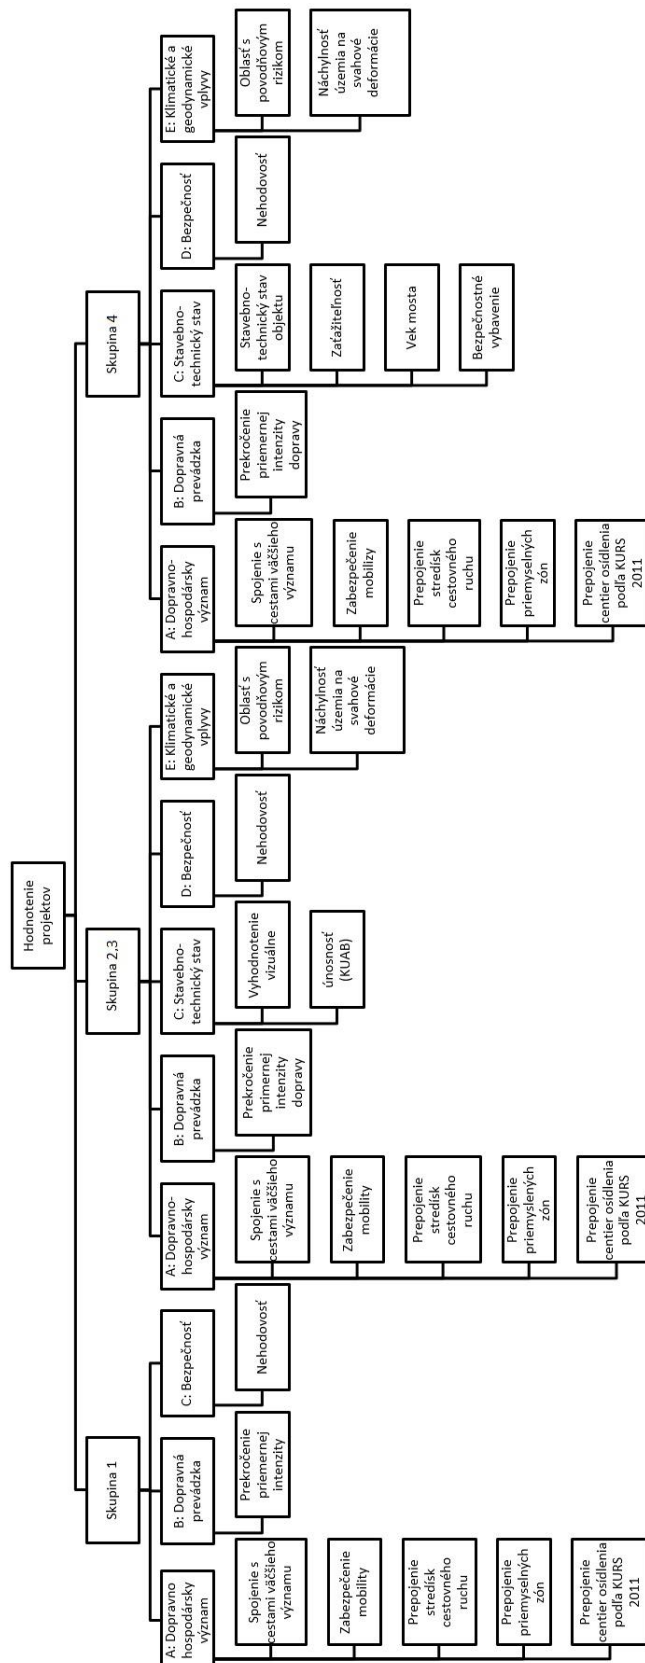 Hodnotenie
projektov
Skupina 1
A: Dopravno
hospodársky
význam
Spojenie s
cestami väčšieho
významu
Zabezpečenie
mobility
Prepojenie
stredísk
cestovného
ruchu
Prepojenie
priemyselných
zón
Prepojenie
centier osídlenia
podľa KURS
2011
B: Dopravná
prevádzka
Prekročenie
priemernej
intenzity
C: Bezpečnosť
Nehodovosť
Skupina 2,3
A: Dopravno-
hospodársky
význam
Spojenie s
cestami väčšieho
významu
Zabezpečenie
mobility
Prepojenie
stredísk
cestovného
ruchu
Prepojenie
priemyslených
zón
Prepojenie
centier osídlenia
podľa KURS
2011
B: Dopravná
prevádzka
Prekročenie
primernej
intenzity
dopravy
C: Stavebno-
technický stav
Vyhodnotenie
vizuálne
únosnosť
(KUAB)
D: Bezpečnosť
Nehodovosť
E: Klimatické a
geodynamické
vplyvy
Oblasť s
povodňovým
rizikom
Náchylnosť
územia na
svahové
deformácie
Skupina 4
A: Dopravno-
hospodársky
význam
Spojenie s
cestami väčšieho
významu
Zabezpečenie
mobilizy
Prepojenie
stredísk
cestovného
ruchu
Prepojenie
priemyselných
zón
Prepojenie
centier osídlenia
podľa KURS
2011
B: Dopravná
prevádzka
Prekročenie
priemernej
intenzity
dopravy
C: Stavebno-
technický stav
Stavebno-
technický stav
objektu
Zaťažiteľnosť
Vek mosta
Bezpečnostné
vybavenie
D: Bezpečnosť
Nehodovosť
E: Klimatické a
geodynamické
vplyvy
Oblasť s
povodňovým
rizikom
Náchylnosť
územia na
svahové
deformácie